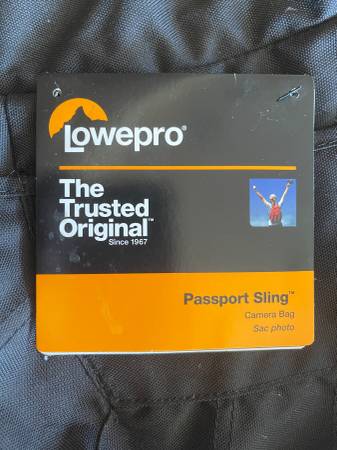 Lowepro®
The
Trusted
Original™
Since 1967
Passport Sling™
Camera Bag
Sac photo